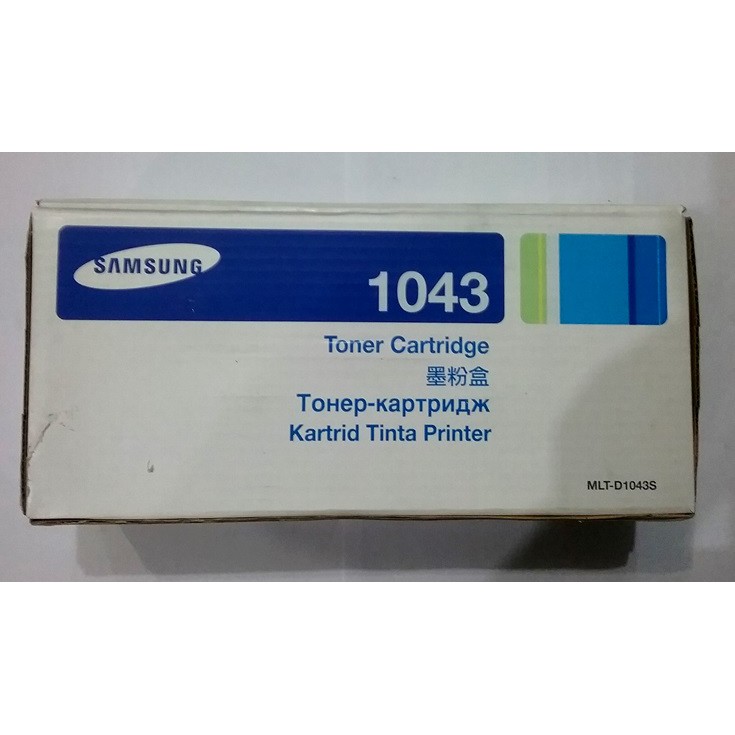 SAMSUNG
1043
Toner Cartridge
墨粉盒
Тонер-картридж
Kartrid Tinta Printer
MLT-D1043S